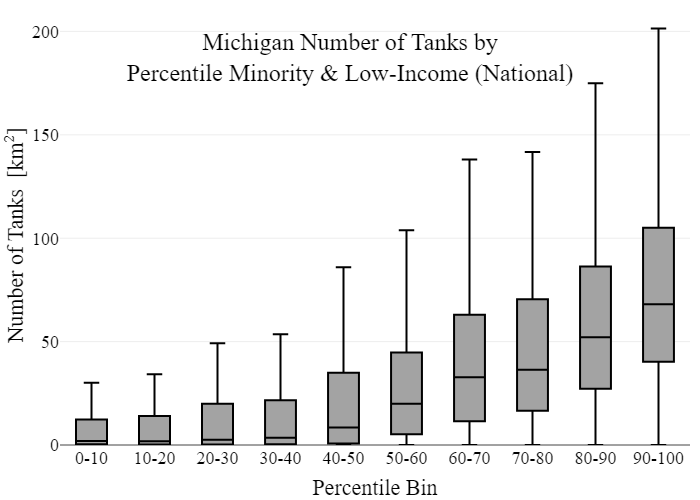 Michigan Number of Tanks by
Percentile Minority & Low-Income (National)
Number of Tanks [km²]
200
150
100
50
0
0-10 10-20 20-30 30-40 40-50 50-60 60-70 70-80 80-90 90-100
Percentile Bin